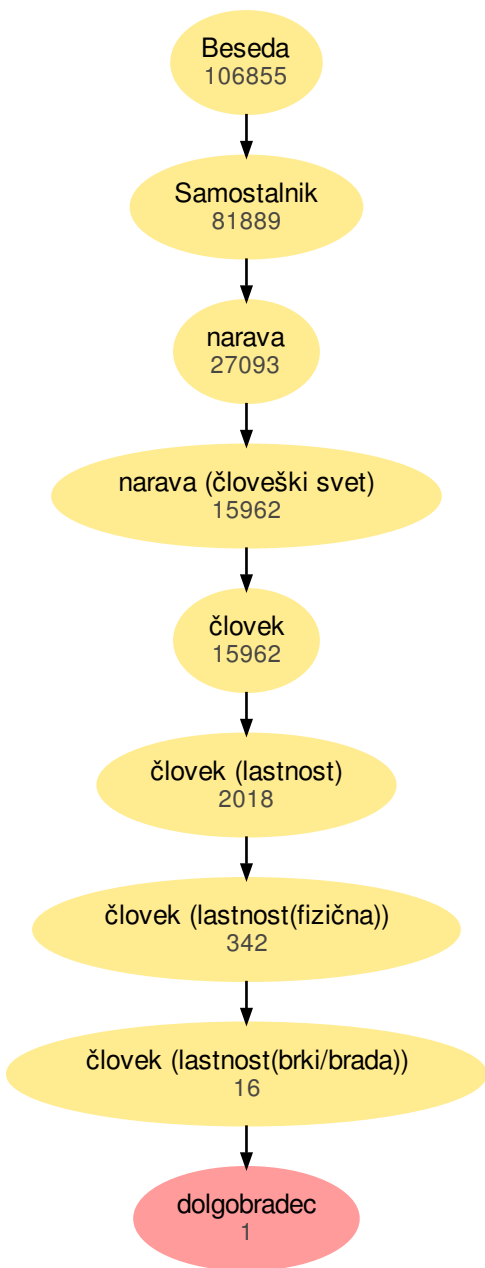 Beseda
106855
Samostalnik
81889
narava
27093
narava (človeški svet)
15962
človek
15962
človek (lastnost)
2018
človek (lastnost(fizična))
342
človek (lastnost(brki/brada))
16
dolgobradec
1